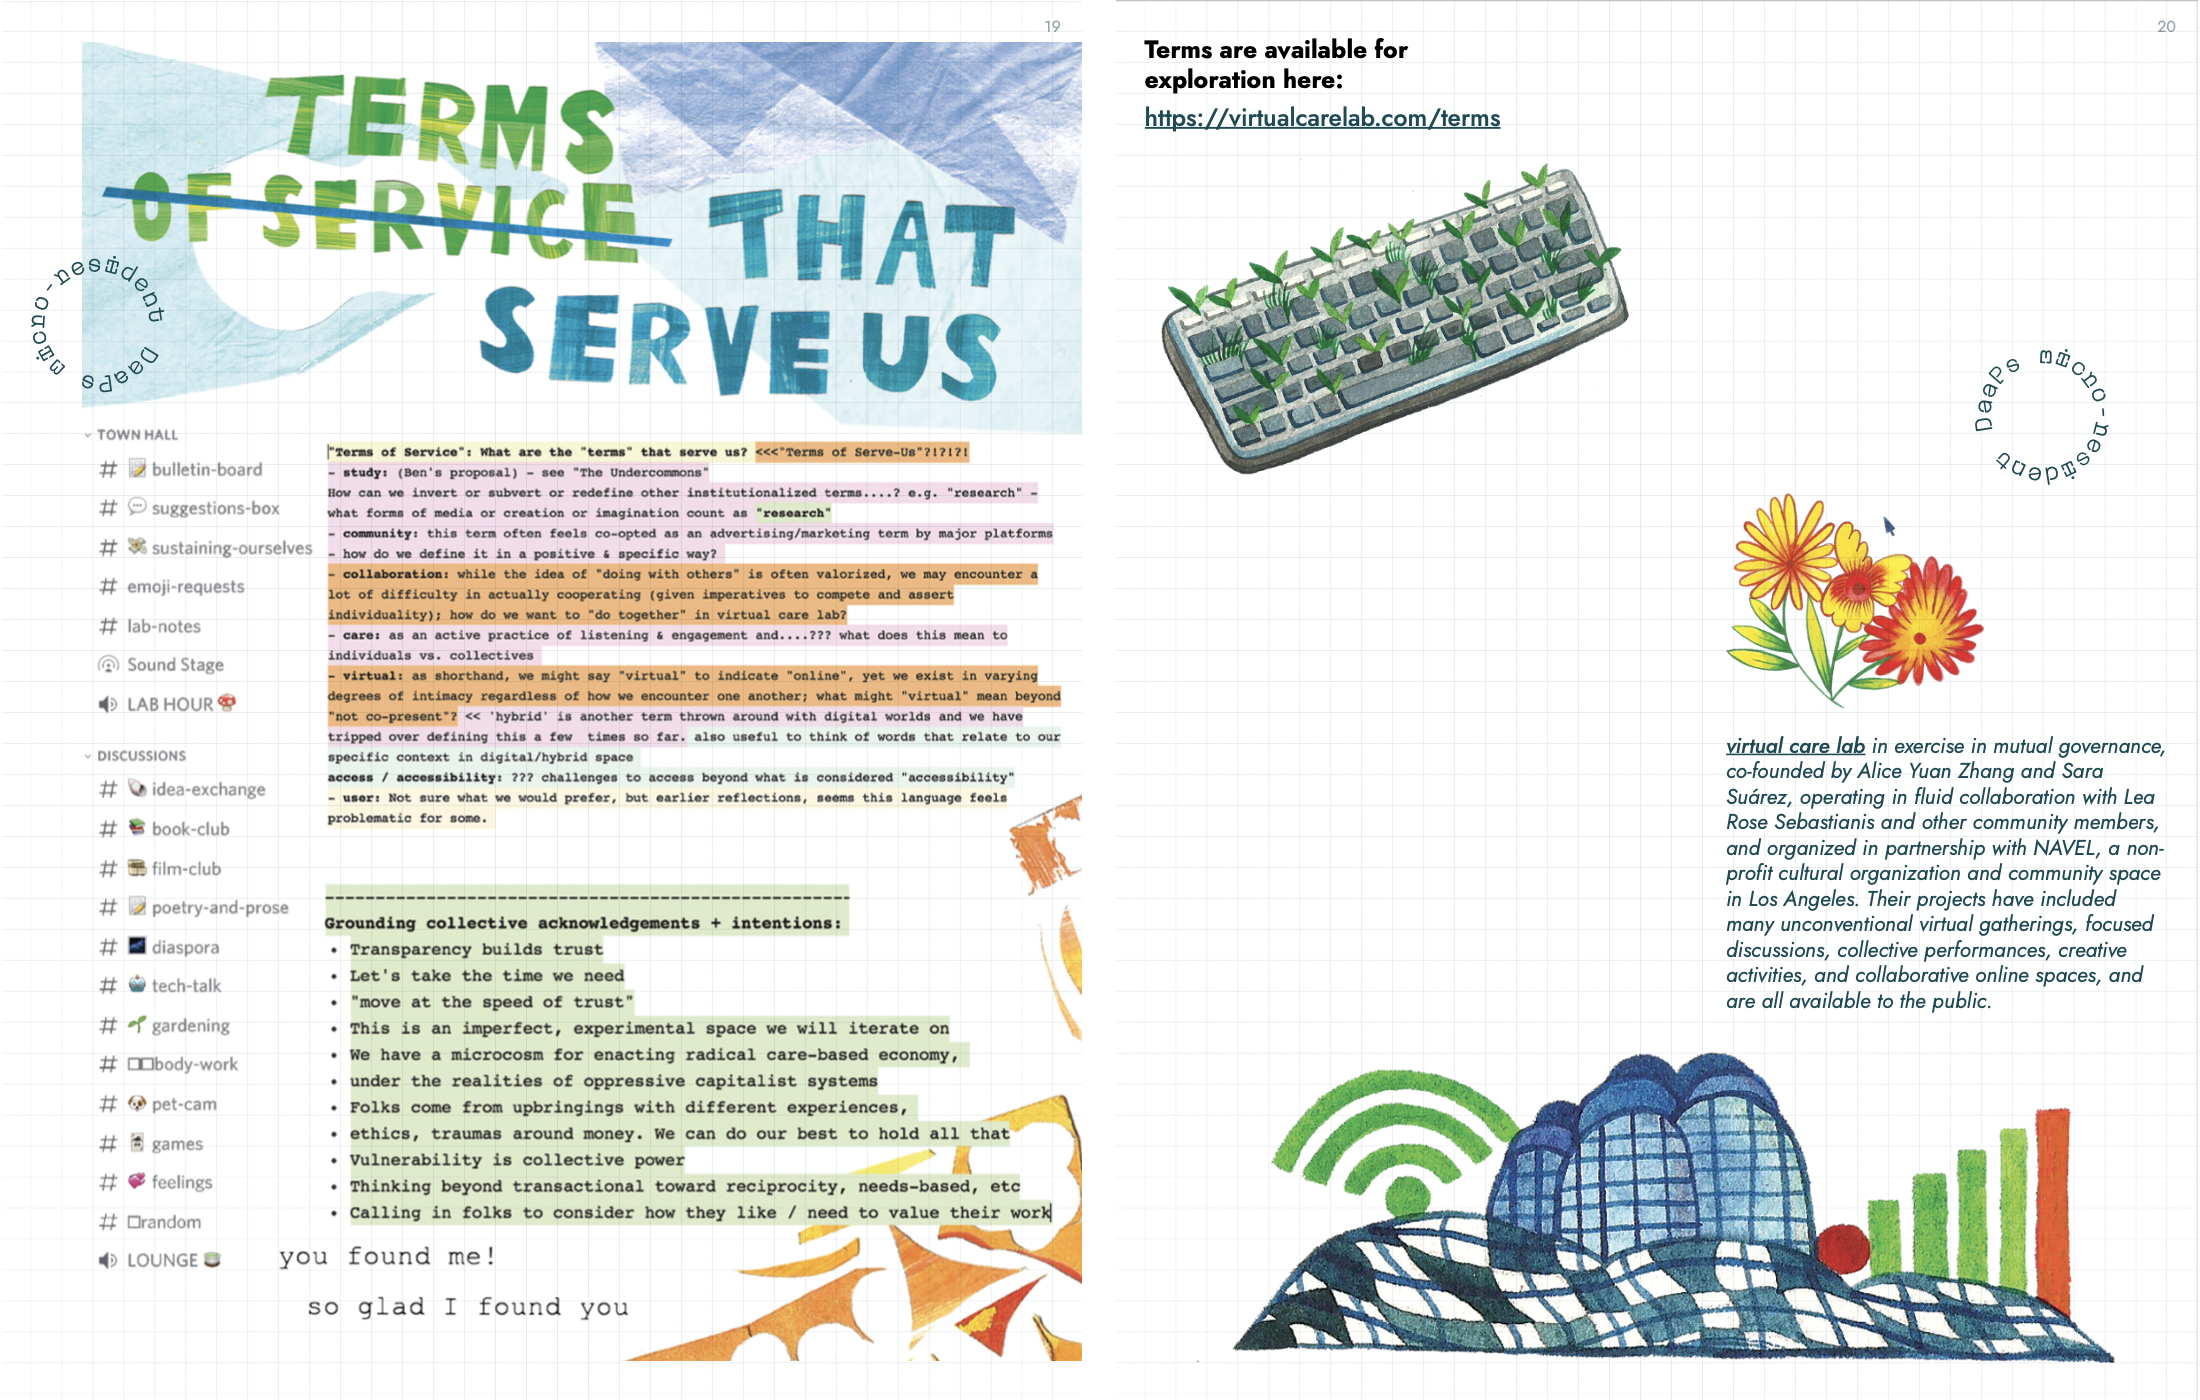 19
TERMS
OF SERVICE
THAT
SERVE US
micro-resident DaaPs
TOWN HALL
# bulletin-board
# suggestions-box
# sustaining-ourselves
# emoji-requests
# lab-notes
Sound Stage
LAB HOUR
DISCUSSIONS
# idea-exchange
# book-club
# film-club
# poetry-and-prose
# diaspora
# tech-talk
# gardening
# body-work
# pet-cam
# games
# feelings
# random
LOUNGE
"Terms of Service": What are the "terms" that serve us? <<<"Terms of Serve-Us"?!?!?!
- study: (Ben's proposal) - see "The Undercommons"
How can we invert or subvert or redefine other institutionalized terms....? e.g. "research" -
what forms of media or creation or imagination count as "research"
- community: this term often feels co-opted as an advertising/marketing term by major platforms
- how do we define it in a positive & specific way?
- collaboration: while the idea of "doing with others" is often valorized, we may encounter a
lot of difficulty in actually cooperating (given imperatives to compete and assert
individuality); how do we want to "do together" in virtual care lab?
- care: as an active practice of listening & engagement and....??? what does this mean to
individuals vs. collectives
- virtual: as shorthand, we might say "virtual" to indicate "online", yet we exist in varying
degrees of intimacy regardless of how we encounter one another; what might "virtual" mean beyond
"not co-present"? << 'hybrid' is another term thrown around with digital worlds and we have
tripped over defining this a few times so far. also useful to think of words that relate to our
specific context in digital/hybrid space
access / accessibility: ??? challenges to access beyond what is considered "accessibility"
- user: Not sure what we would prefer, but earlier reflections, seems this language feels
problematic for some.
----------------------------------------------------
Grounding collective acknowledgements + intentions:
• Transparency builds trust
• Let's take the time we need
• "move at the speed of trust"
• This is an imperfect, experimental space we will iterate on
• We have a microcosm for enacting radical care-based economy,
• under the realities of oppressive capitalist systems
• Folks come from upbringings with different experiences,
• ethics, traumas around money. We can do our best to hold all that
• Vulnerability is collective power
• Thinking beyond transactional toward reciprocity, needs-based, etc
• Calling in folks to consider how they like / need to value their work
you found me!
so glad I found you
20
Terms are available for
exploration here:
https://virtualcarelab.com/terms
DaaPs micro-resident
virtual care lab in exercise in mutual governance,
co-founded by Alice Yuan Zhang and Sara
Suárez, operating in fluid collaboration with Lea
Rose Sebastianis and other community members,
and organized in partnership with NAVEL, a non-
profit cultural organization and community space
in Los Angeles. Their projects have included
many unconventional virtual gatherings, focused
discussions, collective performances, creative
activities, and collaborative online spaces, and
are all available to the public.